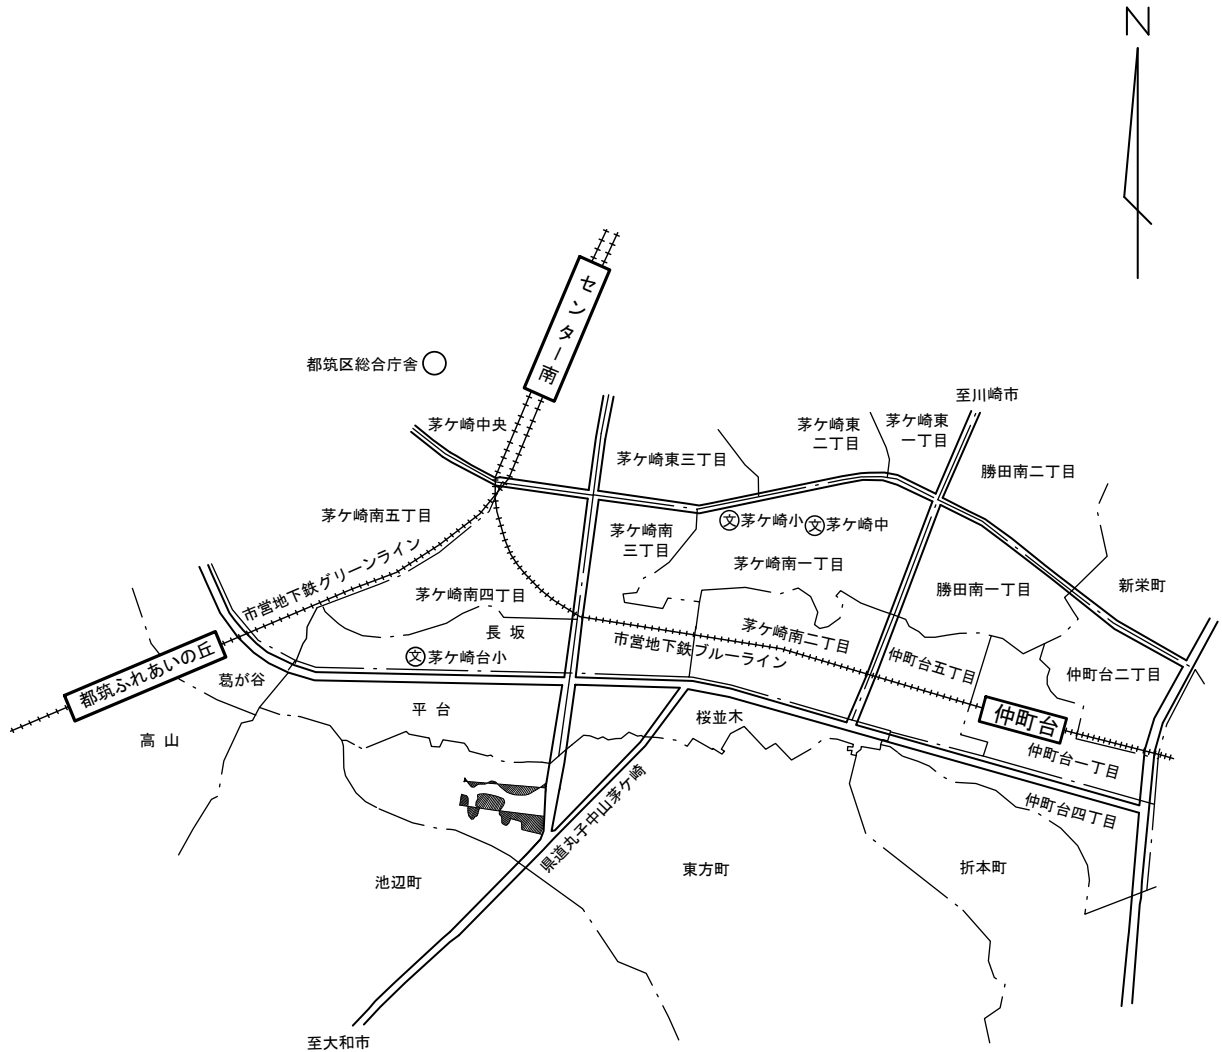 N
センター南
都筑区総合庁舎
至川崎市
茅ケ崎中央
茅ケ崎東
二丁目
茅ケ崎東
一丁目
茅ケ崎東三丁目
勝田南二丁目
茅ケ崎南五丁目
茅ケ崎南
三丁目
文茅ケ崎小
文茅ケ崎中
茅ケ崎南一丁目
市営地下鉄グリーンライン
茅ケ崎南四丁目
勝田南一丁目
新栄町
長坂
市営地下鉄ブルーライン
茅ケ崎南二丁目
文茅ケ崎台小
都筑ふれあいの丘
葛が谷
仲町台五丁目
仲町台二丁目
平台
桜並木
仲町台
高山
仲町台一丁目
仲町台四丁目
県道丸子中山茅ケ崎
池辺町
東方町
折本町
至大和市